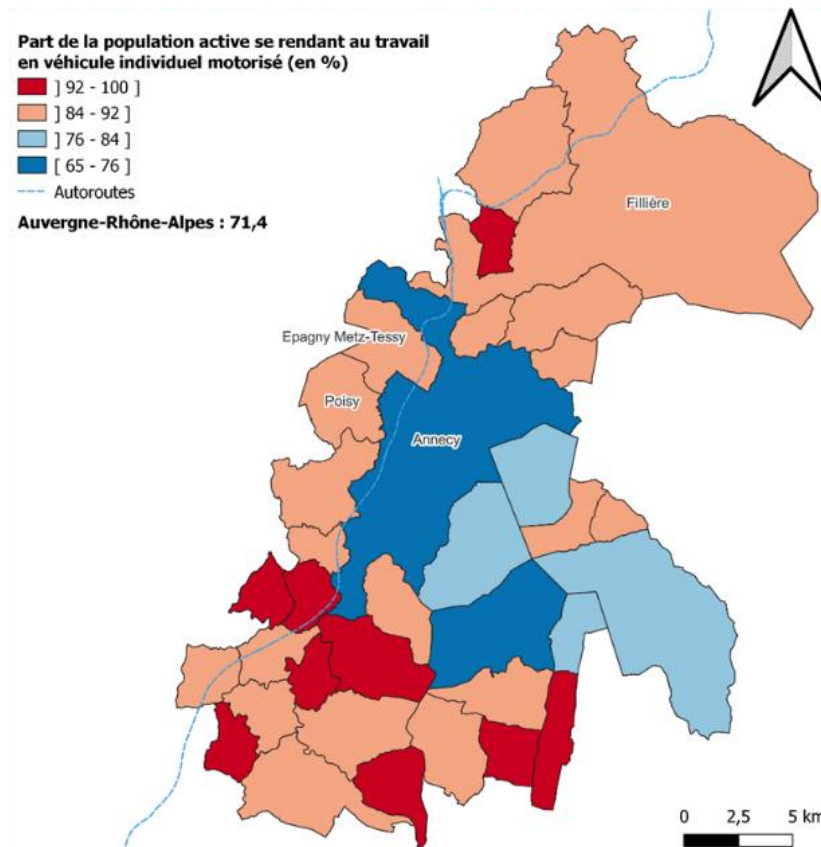 Part de la population active se rendant au travail
en véhicule individuel motorisé (en %)
] 92 - 100 ]
] 84 - 92 ]
] 76 - 84 ]
[ 65 - 76 ]
Autoroutes
Auvergne-Rhône-Alpes : 71,4
Fillière
Epagny Metz-Tessy
Poisy
Annecy
0 2,5 5 km